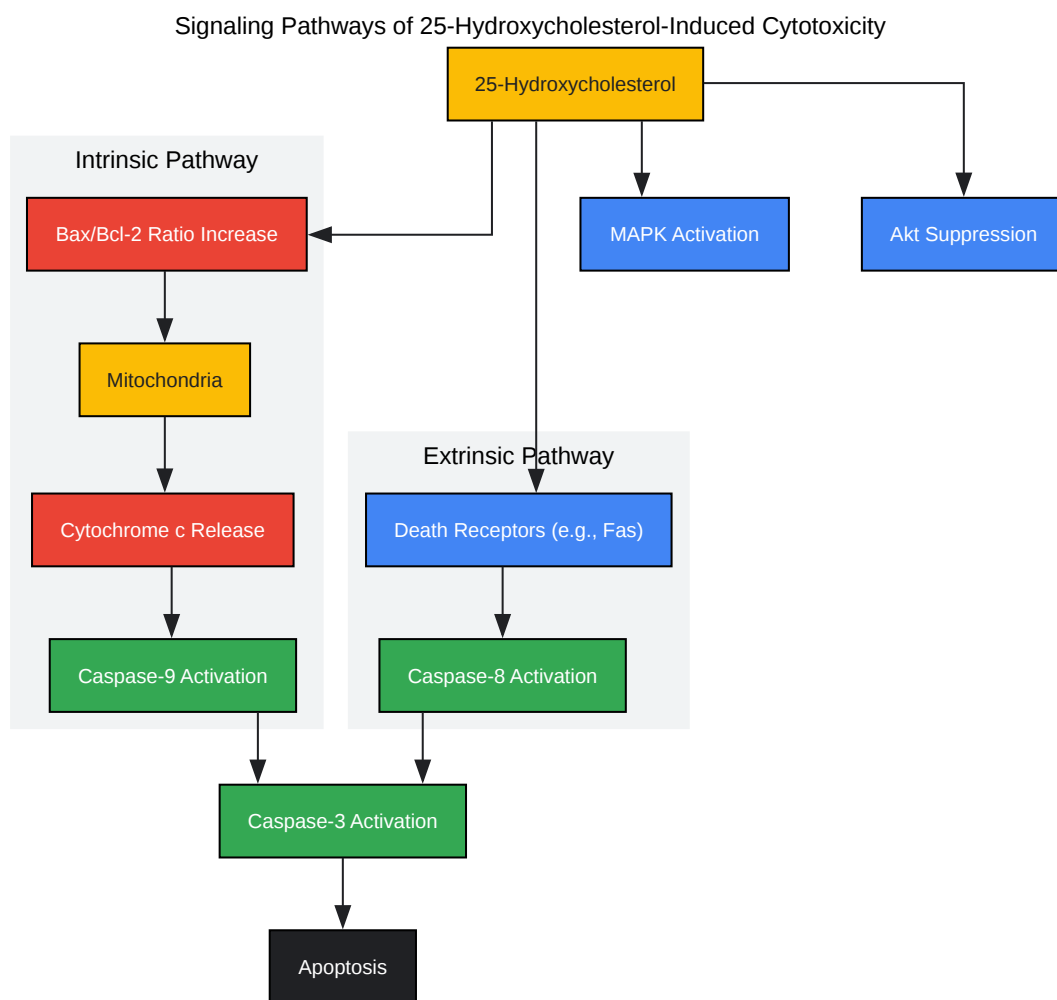 Signaling Pathways of 25-Hydroxycholesterol-Induced Cytotoxicity
25-Hydroxycholesterol
Intrinsic Pathway
Bax/Bcl-2 Ratio Increase
MAPK Activation
Akt Suppression
Mitochondria
Extrinsic Pathway
Cytochrome c Release
Death Receptors (e.g., Fas)
Caspase-9 Activation
Caspase-8 Activation
Caspase-3 Activation
Apoptosis